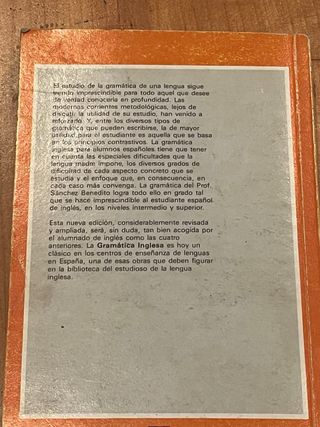 El estudio de la gramática de una lengua sigue
siendo imprescindible para todo aquel que desee
de verdad conocerla en profundidad. Las
modernas corrientes metodológicas, lejos de
discutir la utilidad de su estudio, han venido a
reforzarlo. Y, entre los diversos tipos de
gramática que pueden escribirse, la de mayor
utilidad para el estudiante es aquella que se basa
en los principios contrastivos. La gramática
inglesa para alumnos españoles tiene que tener
en cuenta las especiales dificultades que la
lengua madre impone, los diversos grados de
dificultad de cada aspecto concreto que se
estudia y el enfoque que, en consecuencia, en
cada caso más convenga. La gramática del Prof.
Sánchez Benedito logra todo ello en grado tal
que se hace imprescindible al estudiante español
de inglés, en los niveles intermedio y superior.
Esta nueva edición, considerablemente revisada
y ampliada, será, sin duda, tan bien acogida por
el alumnado de inglés como las cuatro
anteriores. La Gramática Inglesa es hoy un
clásico en los centros de enseñanza de lenguas
en España, una de esas obras que deben figurar
en la biblioteca del estudioso de la lengua
inglesa.